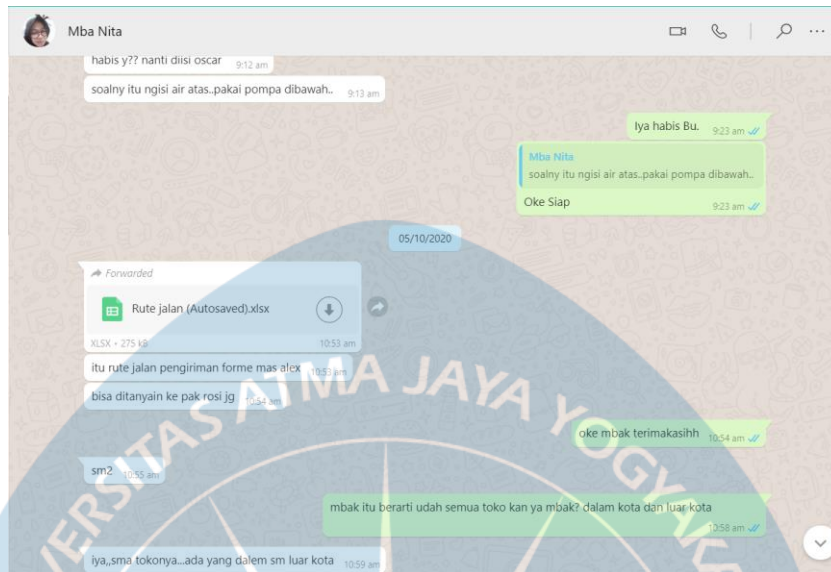 Mba Nita
habis y?? nanti diisi oscar 9:12 am
soalny itu ngisi air atas..pakai pompa dibawah.. 9:13 am
Iya habis Bu. 9:23 am
Mba Nita
soalny itu ngisi air atas..pakai pompa dibawah..
Oke Siap 9:23 am
05/10/2020
Forwarded
Rute jalan (Autosaved).xlsx
XLSX • 275 kB 10:53 am
itu rute jalan pengiriman forme mas alex 10:53 am
bisa ditanyain ke pak rosi jg 10:54 am
oke mbak terimakasihh 10:54 am
sm2 10:55 am
mbak itu berarti udah semua toko kan ya mbak? dalam kota dan luar kota
10:58 am
iya,,sma tokonya...ada yang dalem sm luar kota 10:59 am
ERSITAS ATMA JAYA YOGYAKA